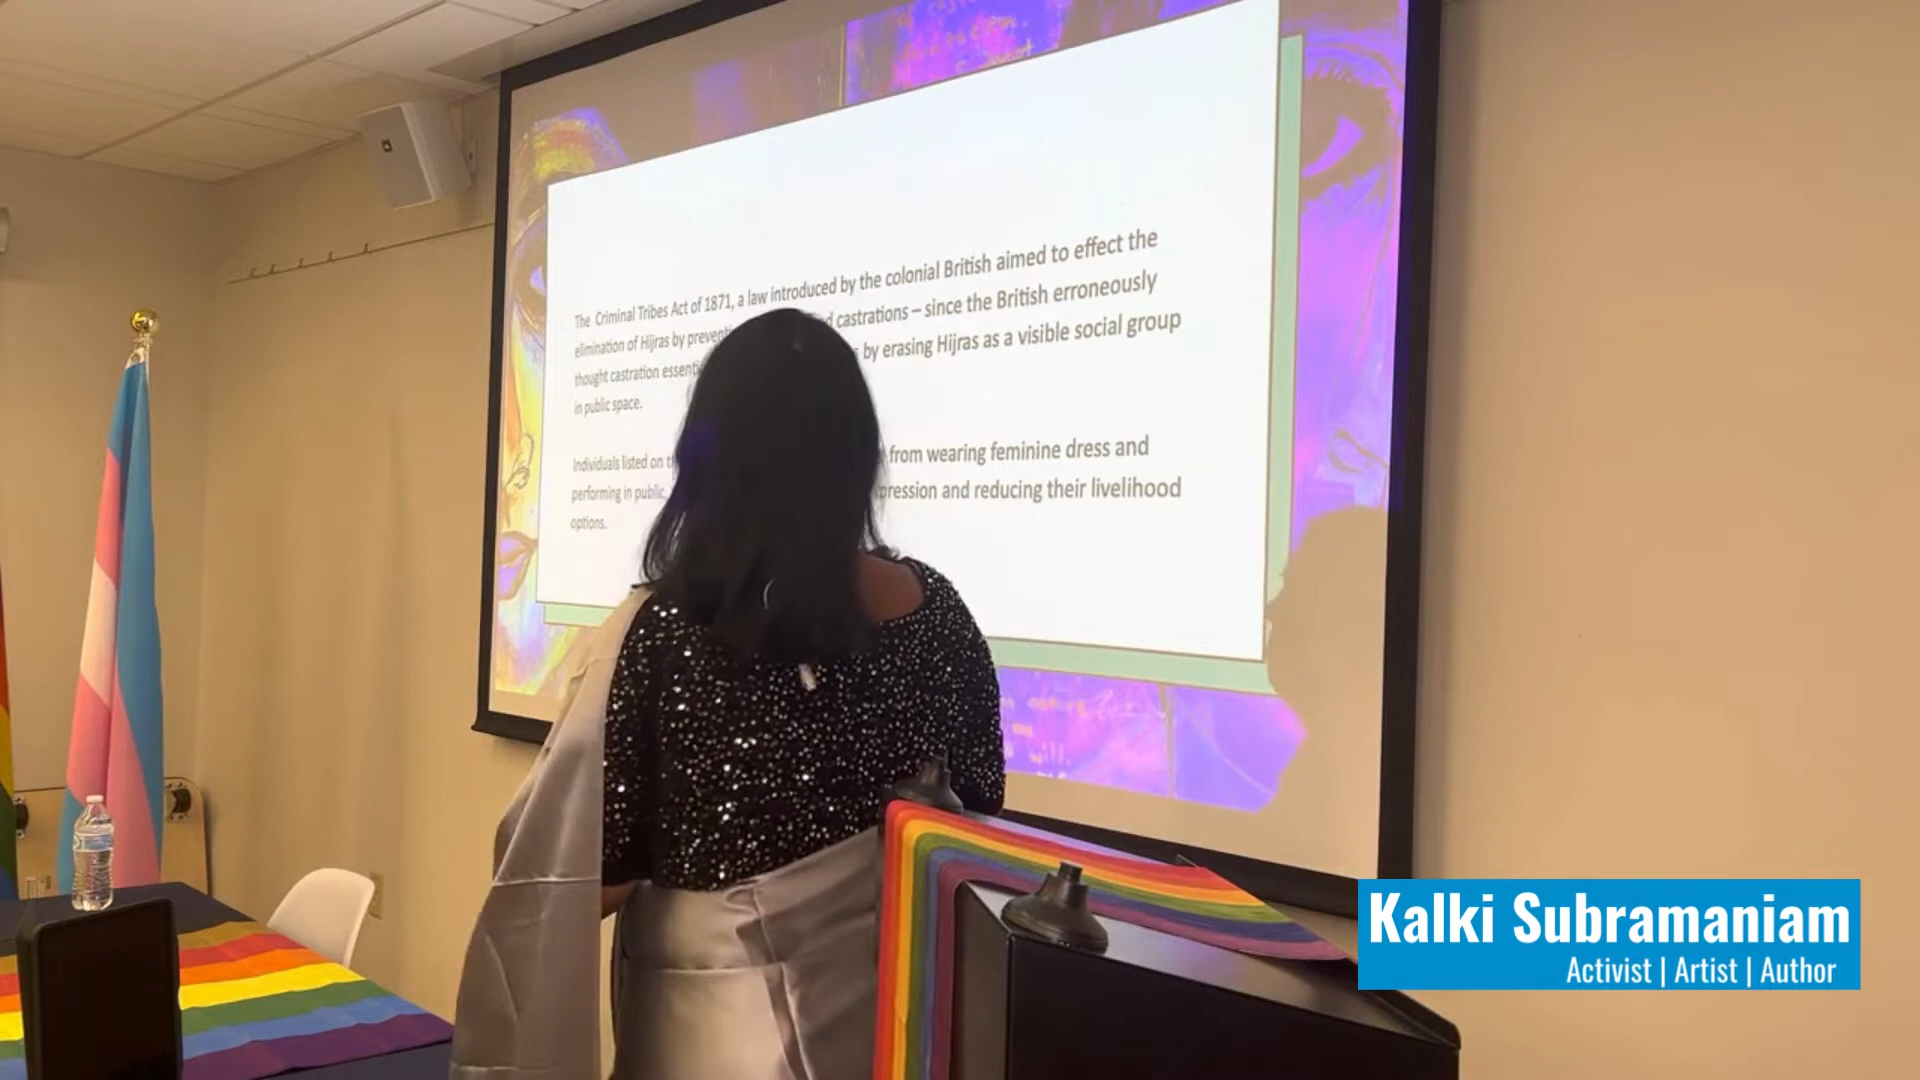 The Criminal Tribes Act of 1871, a law introduced by the colonial British aimed to effect the
elimination of Hijras by castrations – since the British erroneously
thought castration by erasing Hijras as a visible social group
in public space.
Individuals listed on from wearing feminine dress and
performing in public, and reducing their livelihood
options.
Kalki Subramaniam
Activist | Artist | Author